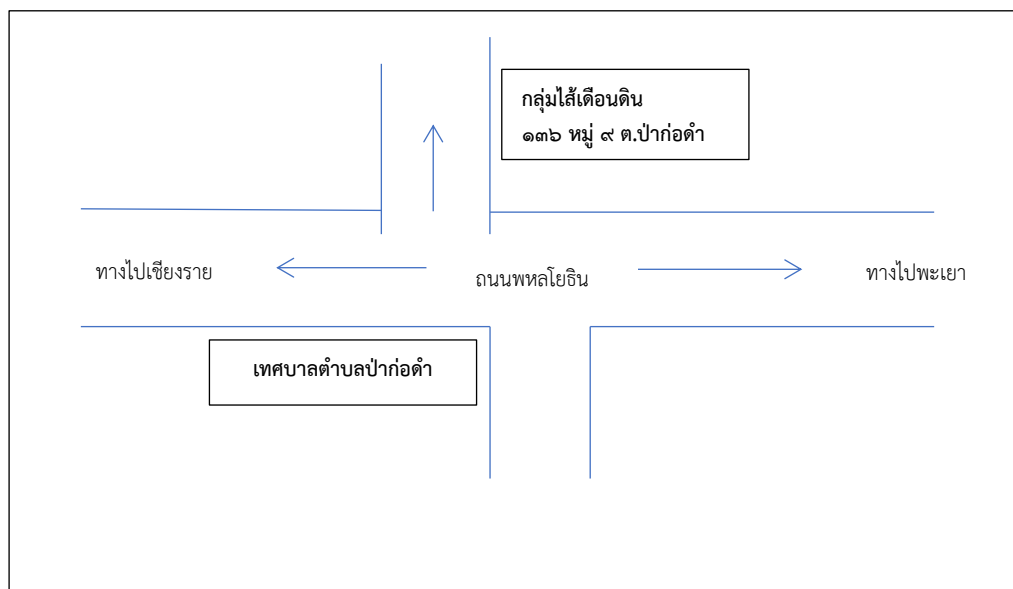 กลุ่มไส้เดือนดิน
๑๓๖ หมู่ ๙ ต.ป่าก่อดำ
ทางไปเชียงราย
ถนนพหลโยธิน
ทางไปพะเยา
เทศบาลตำบลป่าก่อดำ